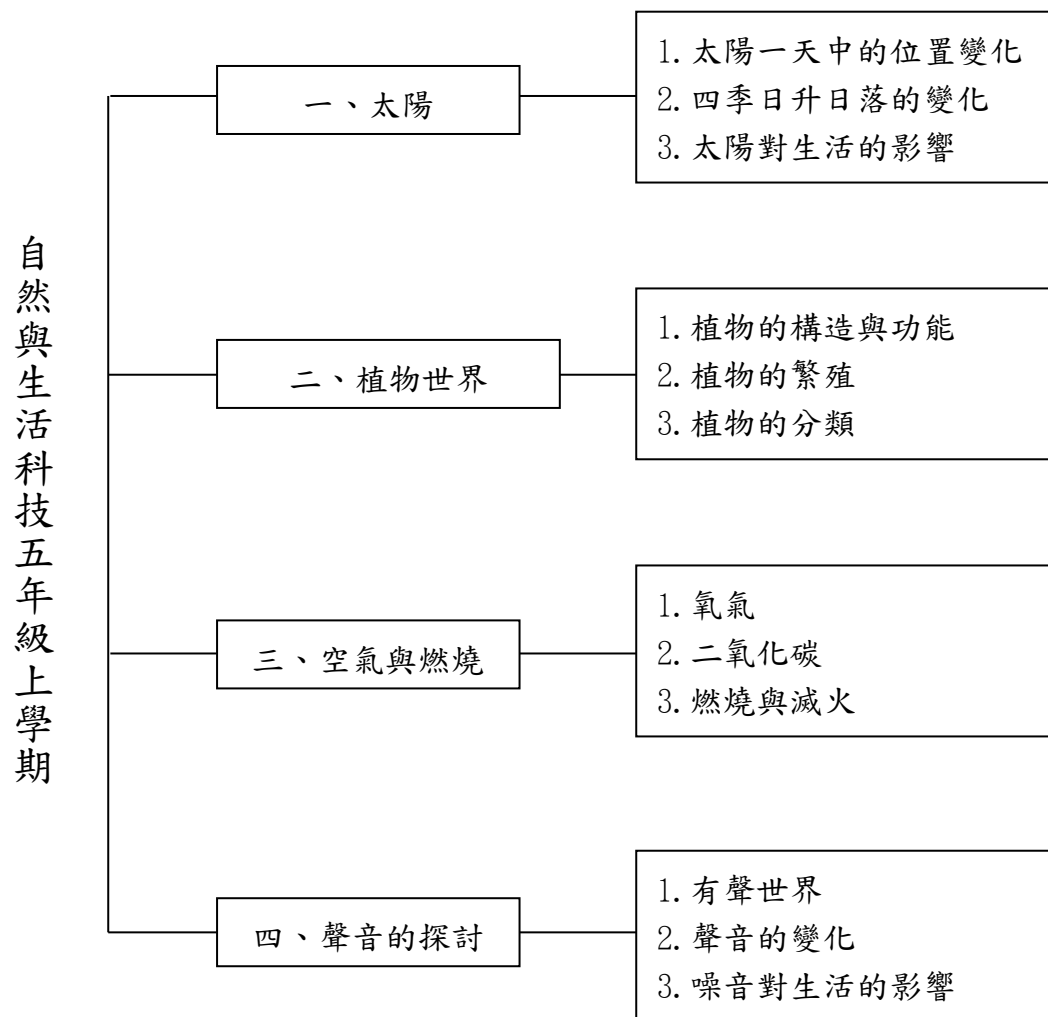 自然與生活科技五年級上學期
一、太陽
1. 太陽一天中的位置變化
2. 四季日升日落的變化
3. 太陽對生活的影響
二、植物世界
1. 植物的構造與功能
2. 植物的繁殖
3. 植物的分類
三、空氣與燃燒
1. 氧氣
2. 二氧化碳
3. 燃燒與滅火
四、聲音的探討
1. 有聲世界
2. 聲音的變化
3. 噪音對生活的影響